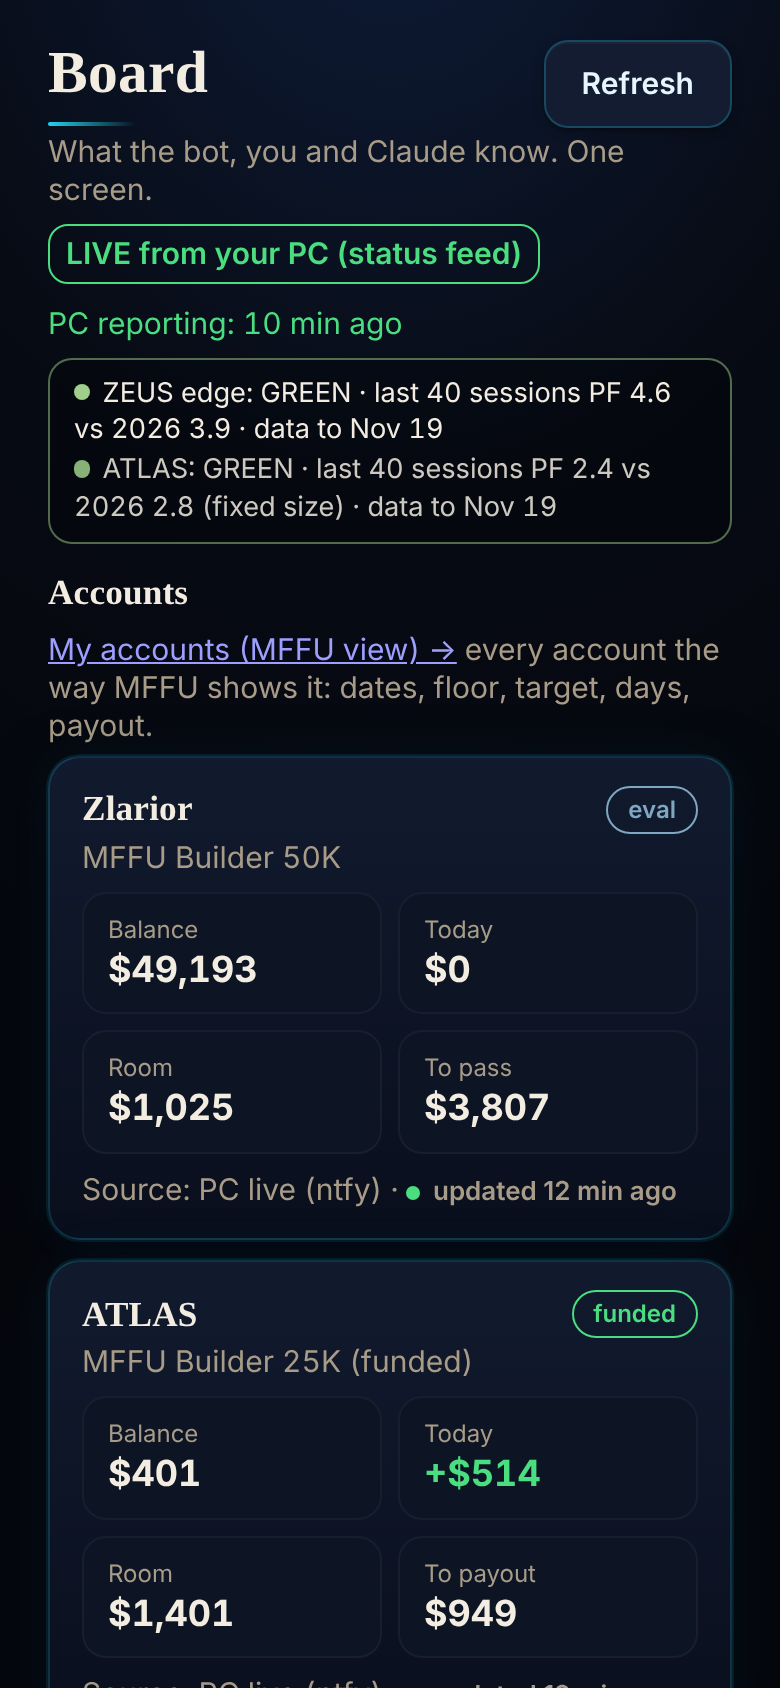 Board
Refresh
What the bot, you and Claude know. One
screen.
LIVE from your PC (status feed)
PC reporting: 10 min ago
ZEUS edge: GREEN · last 40 sessions PF 4.6
vs 2026 3.9 · data to Nov 19
ATLAS: GREEN · last 40 sessions PF 2.4 vs
2026 2.8 (fixed size) · data to Nov 19
Accounts
My accounts (MFFU view) → every account the
way MFFU shows it: dates, floor, target, days,
payout.
Zlarior
eval
MFFU Builder 50K
Balance
$49,193
Today
$0
Room
$1,025
To pass
$3,807
Source: PC live (ntfy) · updated 12 min ago
ATLAS
funded
MFFU Builder 25K (funded)
Balance
$401
Today
+$514
Room
$1,401
To payout
$949